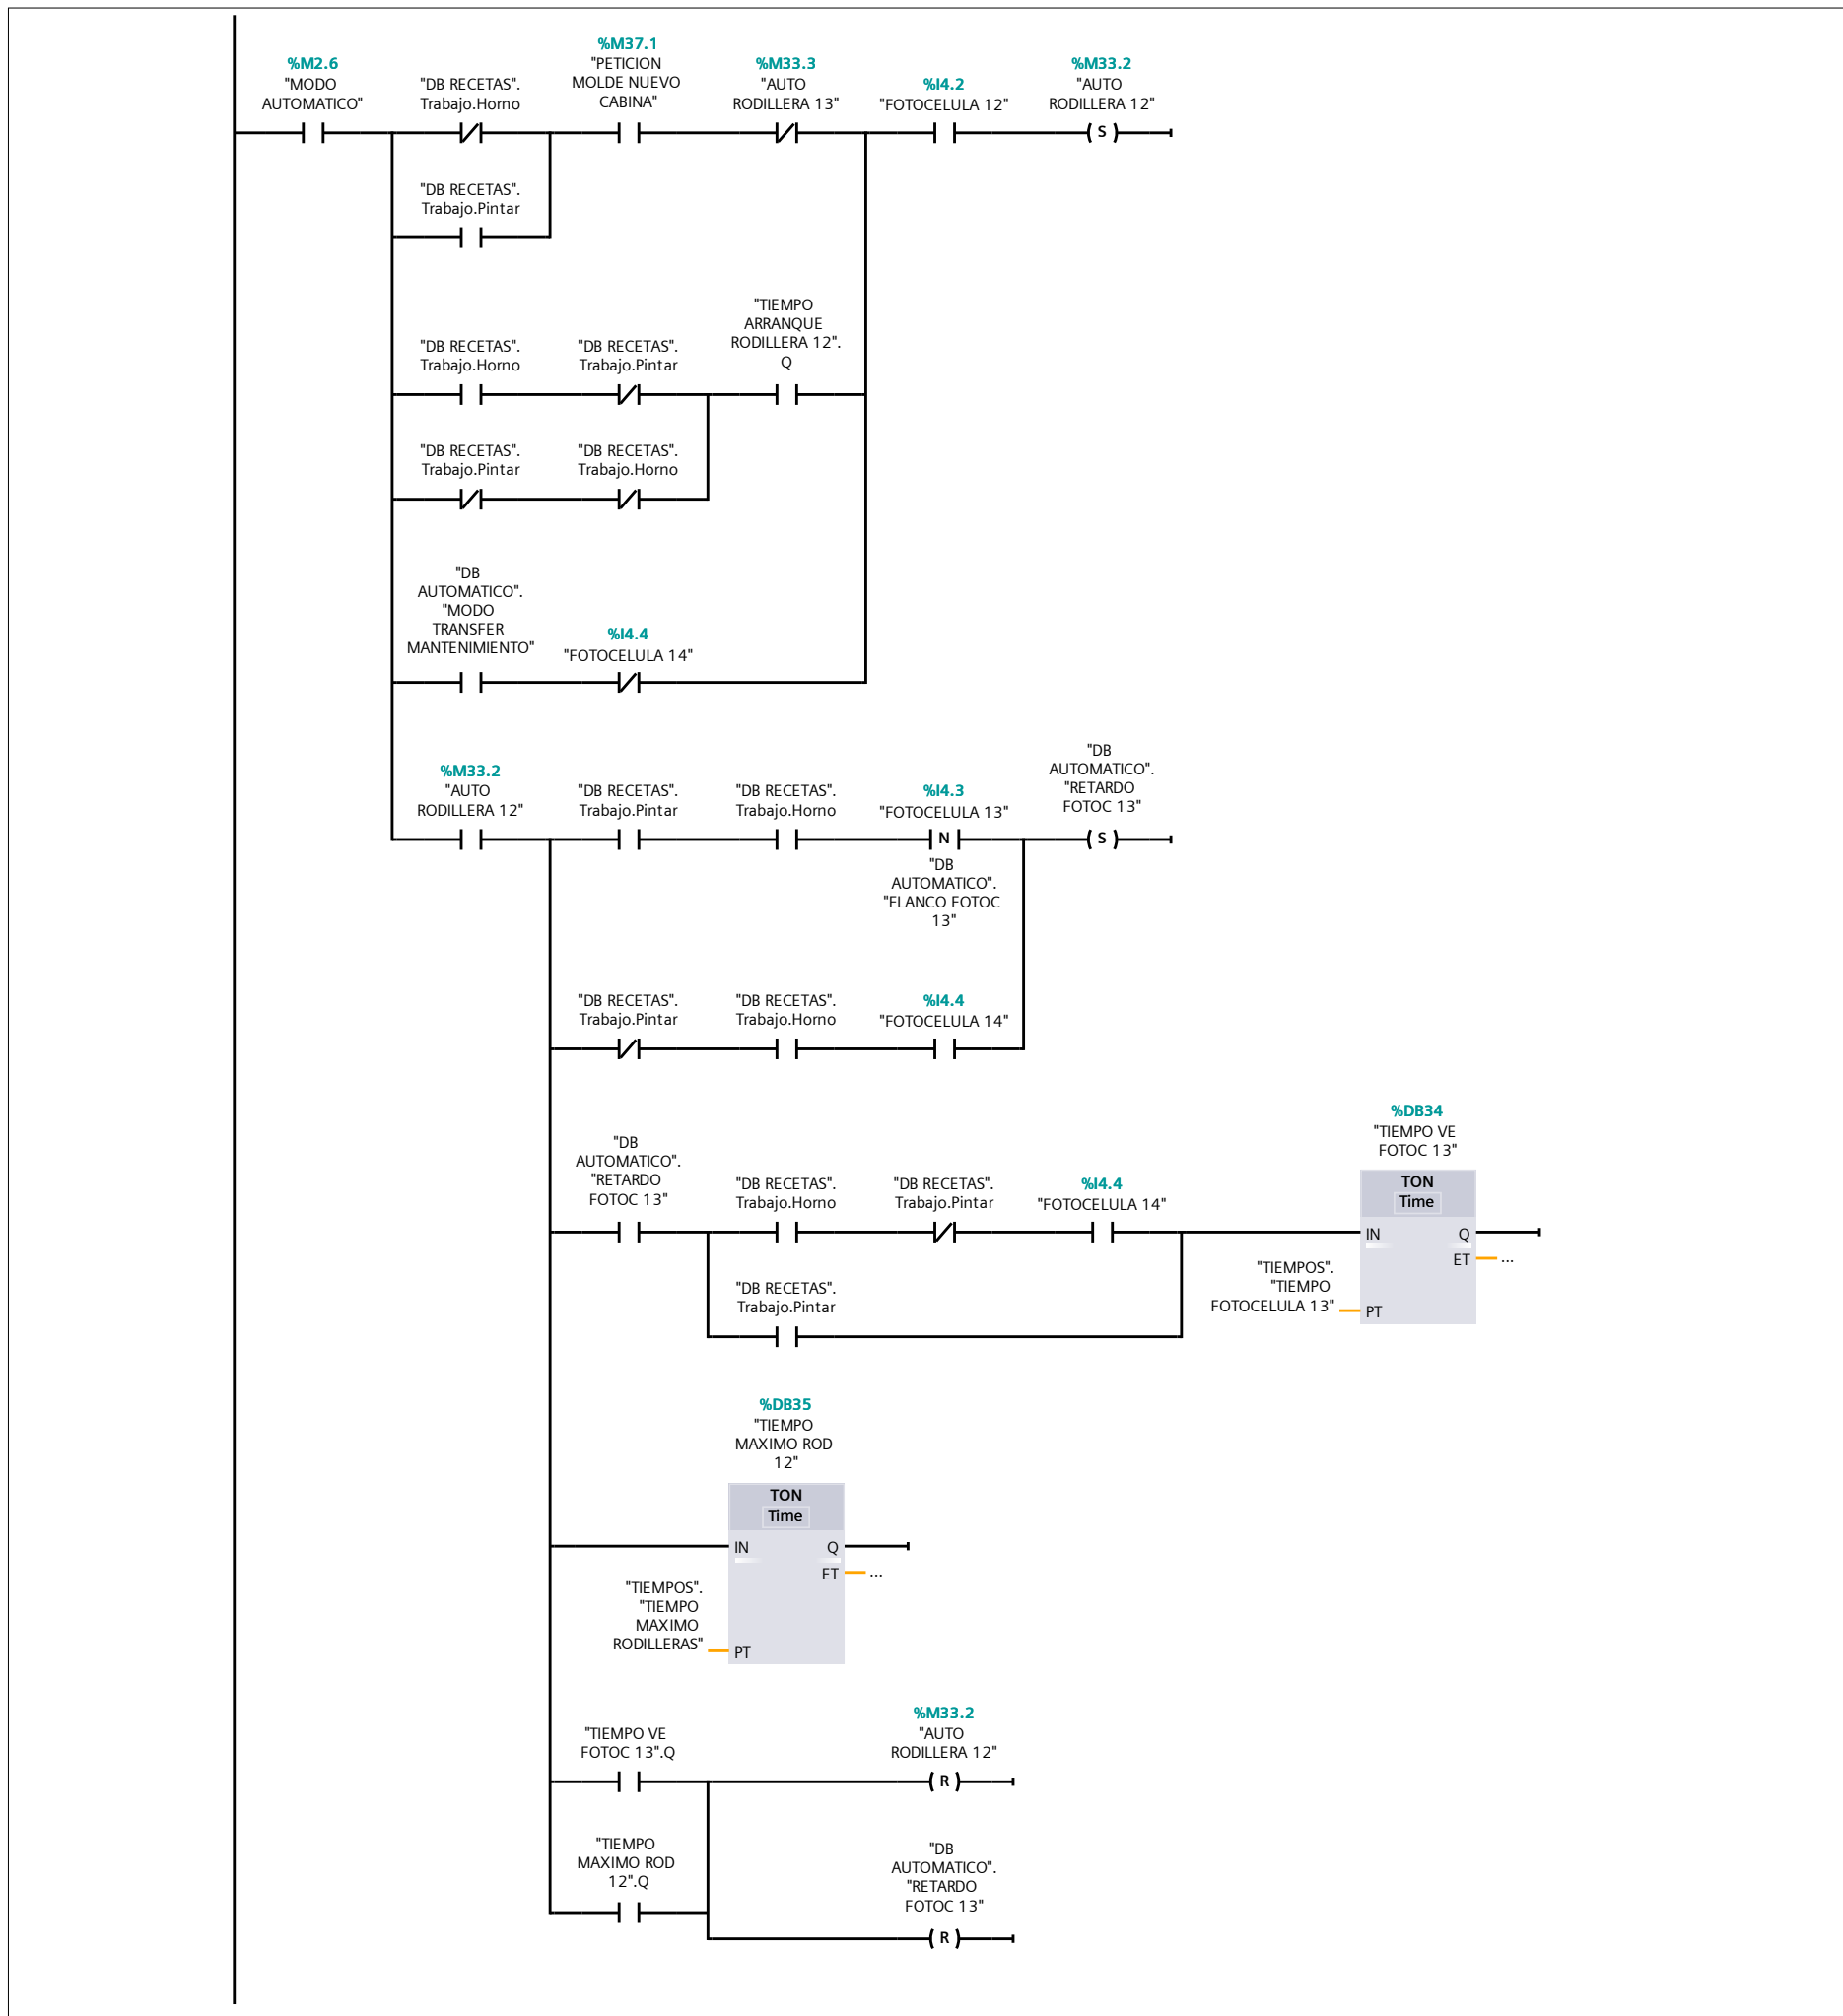 %M2.6
"MODO
AUTOMATICO"
"DB RECETAS".
Trabajo.Horno
%M37.1
"PETICION
MOLDE NUEVO
CABINA"
%M33.3
"AUTO
RODILLERA 13"
%I4.2
"FOTOCELULA 12"
%M33.2
"AUTO
RODILLERA 12"
S
"DB RECETAS".
Trabajo.Pintar
"DB RECETAS".
Trabajo.Horno
"DB RECETAS".
Trabajo.Pintar
"TIEMPO
ARRANQUE
RODILLERA 12".
Q
"DB RECETAS".
Trabajo.Pintar
"DB RECETAS".
Trabajo.Horno
"DB
AUTOMATICO".
"MODO
TRANSFER
MANTENIMIENTO"
%I4.4
"FOTOCELULA 14"
%M33.2
"AUTO
RODILLERA 12"
"DB RECETAS".
Trabajo.Pintar
"DB RECETAS".
Trabajo.Horno
%I4.3
"FOTOCELULA 13"
N
"DB
AUTOMATICO".
"FLANCO FOTOC
13"
"DB
AUTOMATICO".
"RETARDO
FOTOC 13"
S
"DB RECETAS".
Trabajo.Pintar
"DB RECETAS".
Trabajo.Horno
%I4.4
"FOTOCELULA 14"
"DB
AUTOMATICO".
"RETARDO
FOTOC 13"
"DB RECETAS".
Trabajo.Horno
"DB RECETAS".
Trabajo.Pintar
%I4.4
"FOTOCELULA 14"
%DB34
"TIEMPO VE
FOTOC 13"
TON
Time
IN Q
ET ...
"TIEMPOS".
"TIEMPO
FOTOCELULA 13" PT
"DB RECETAS".
Trabajo.Pintar
%DB35
"TIEMPO
MAXIMO ROD
12"
TON
Time
IN Q
ET ...
"TIEMPOS".
"TIEMPO
MAXIMO
RODILLERAS" PT
"TIEMPO VE
FOTOC 13".Q
%M33.2
"AUTO
RODILLERA 12"
R
"TIEMPO
MAXIMO ROD
12".Q
"DB
AUTOMATICO".
"RETARDO
FOTOC 13"
R